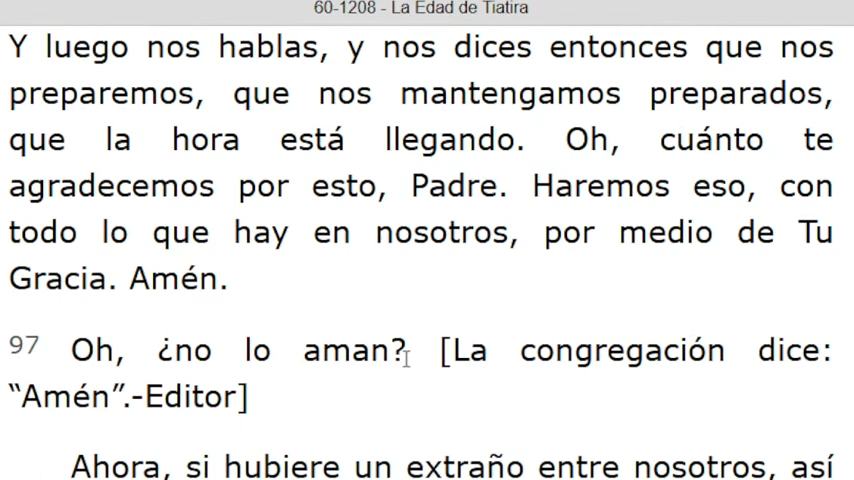 60-1208 - La Edad de Tiatira
Y luego nos hablas, y nos dices entonces que nos
preparemos, que nos mantengamos preparados,
que la hora está llegando. Oh, cuánto te
agradecemos por esto, Padre. Haremos eso, con
todo lo que hay en nosotros, por medio de Tu
Gracia. Amén.
97 Oh, ¿no lo aman? [La congregación dice:
“Amén”.-Editor]
Ahora, si hubiere un extraño entre nosotros, así